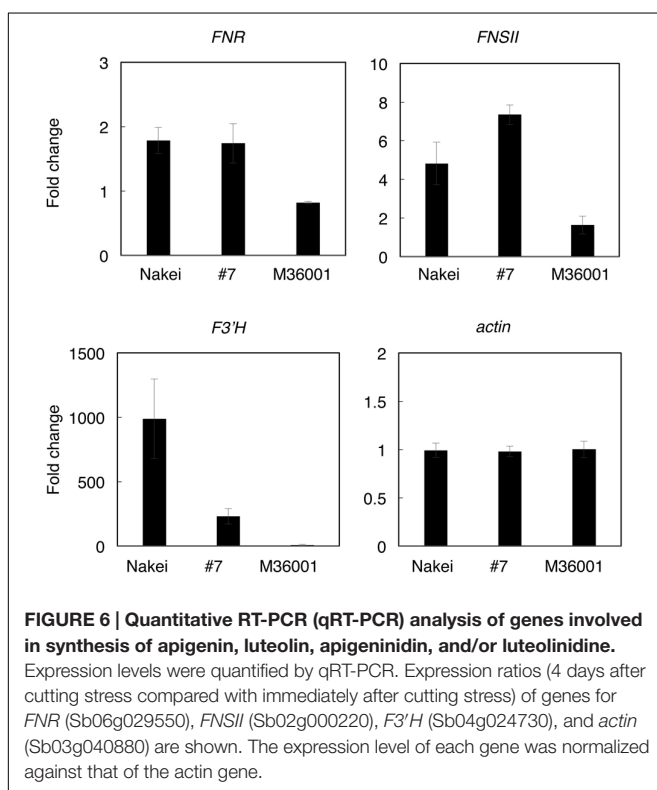 FNR
Fold change
3
2
1
0
Nakei #7 M36001
FNSII
10
8
6
4
2
0
Nakei #7 M36001
F3'H
Fold change
1500
1000
500
0
Nakei #7 M36001
actin
2
1.5
1
0.5
0
Nakei #7 M36001
FIGURE 6 | Quantitative RT-PCR (qRT-PCR) analysis of genes involved
in synthesis of apigenin, luteolin, apigeninidin, and/or luteolinidine.
Expression levels were quantified by qRT-PCR. Expression ratios (4 days after
cutting stress compared with immediately after cutting stress) of genes for
FNR (Sb06g029550), FNSII (Sb02g000220), F3'H (Sb04g024730), and actin
(Sb03g040880) are shown. The expression level of each gene was normalized
against that of the actin gene.